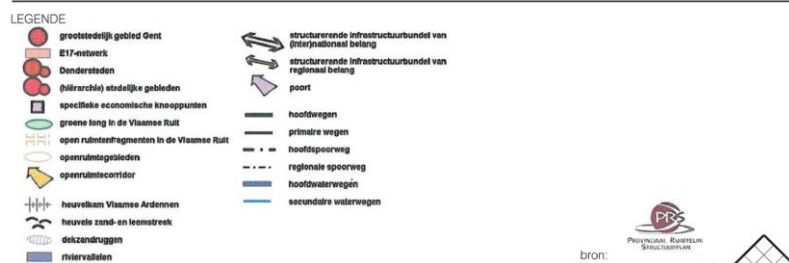 LEGENDE
grootstedelijk gebied Gent
E17-netwerk
Dendersteden
(hiërarchie) stedelijke gebieden
specifieke economische knooppunten
groene long in de Vlaamse Ruit
open ruimtenfragmenten in de Vlaamse Ruit
openruimtegebieden
openruimtecorridor
heuvelkam Vlaamse Ardennen
heuvels zand- en leemstreek
dekzandruggen
riviervalleien
structurerende infrastructuurbundel van
(inter)nationaal belang
structurerende infrastructuurbundel van
regionaal belang
poort
hoofdwegen
primaire wegen
hoofdspoorweg
regionale spoorweg
hoofdwaterwegen
secundaire waterwegen
bron:
PRS
PROVINCIAAL RUIMTELIJK
STRUCTUURPLAN